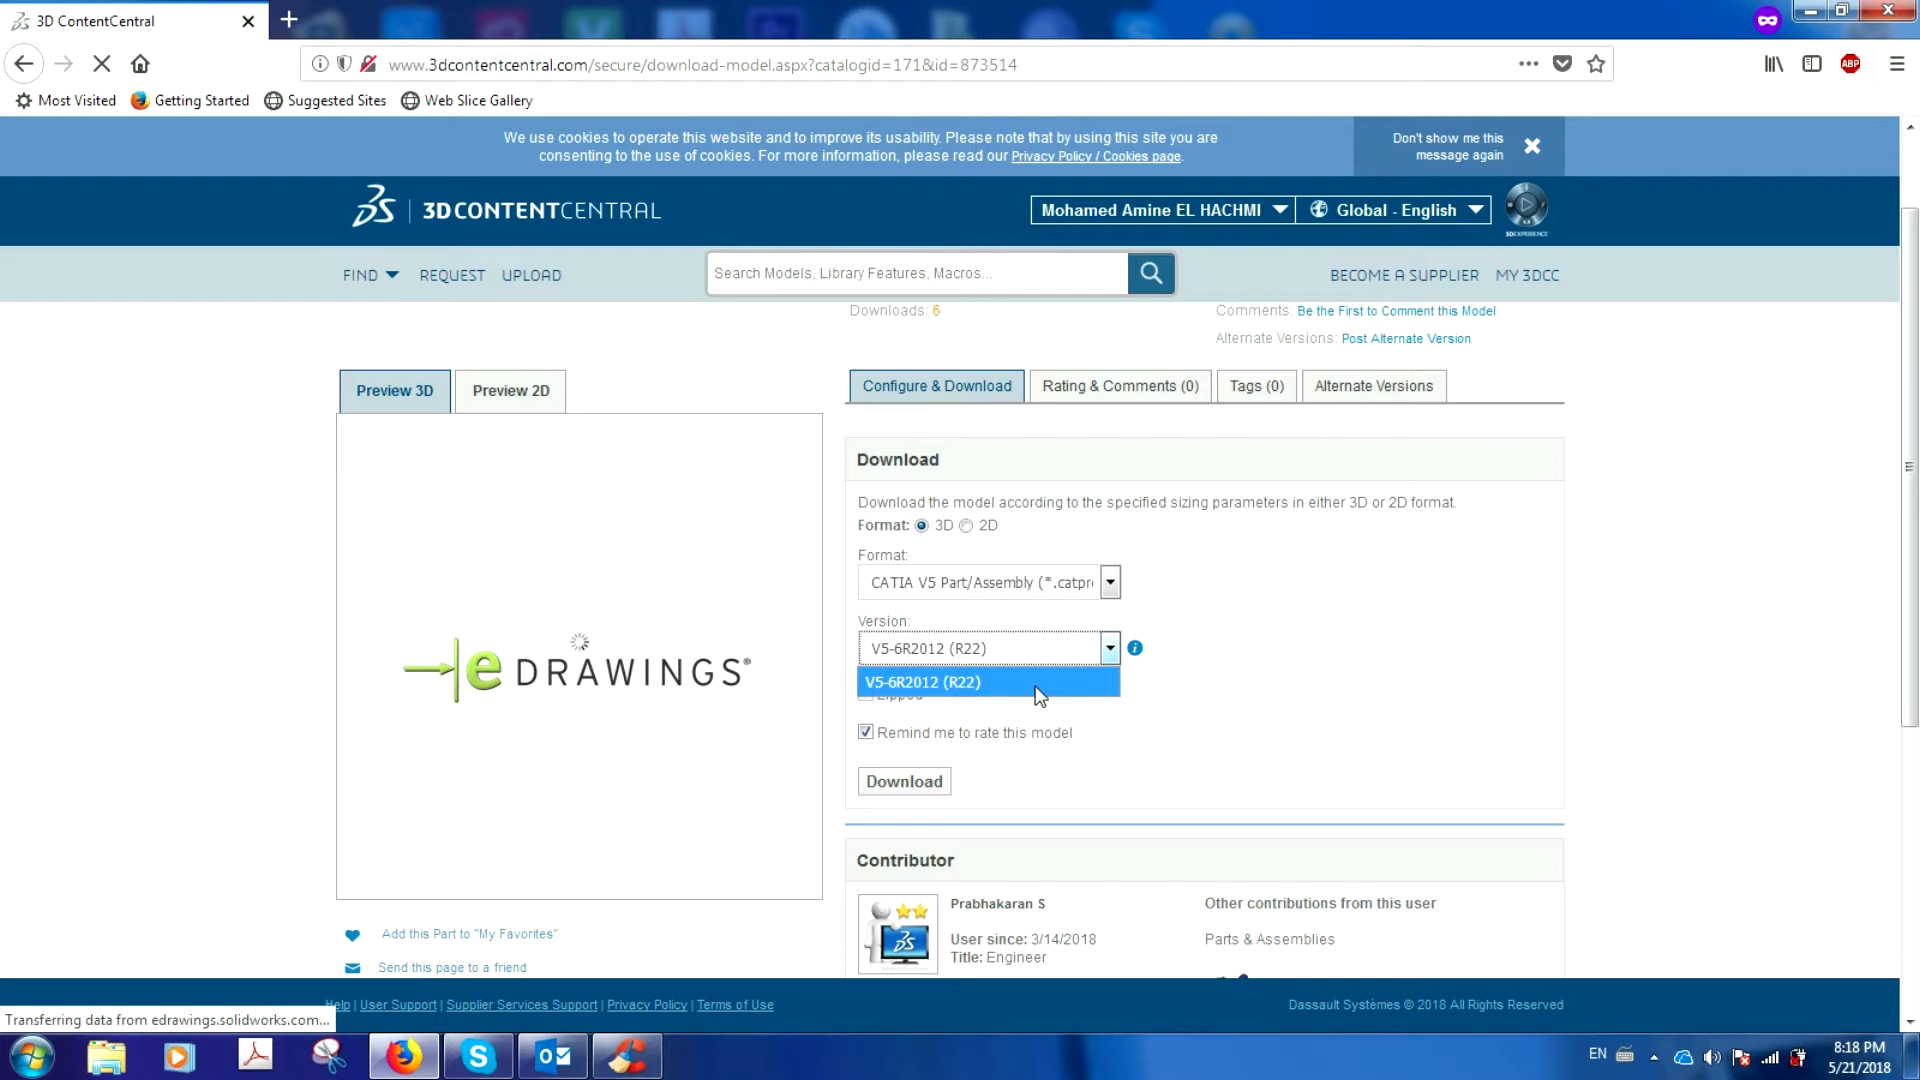 3D ContentCentral
www.3dcontentcentral.com/secure/download-model.aspx?catalogid=171&id=873514
ABP
Most Visited
Getting Started
Suggested Sites
Web Slice Gallery
We use cookies to operate this website and to improve its usability. Please note that by using this site you are
consenting to the use of cookies. For more information, please read our Privacy Policy / Cookies page.
Don't show me this
message again
3DCONTENTCENTRAL
Mohamed Amine EL HACHMI
Global - English
3DEXPERIENCE
FIND
REQUEST
UPLOAD
Search Models, Library Features, Macros...
BECOME A SUPPLIER
MY 3DCC
Downloads: 6
Comments: Be the First to Comment this Model
Alternate Versions: Post Alternate Version
Preview 3D
Preview 2D
Configure & Download
Rating & Comments (0)
Tags (0)
Alternate Versions
Download
Download the model according to the specified sizing parameters in either 3D or 2D format.
Format: 3D 2D
Format:
CATIA V5 Part/Assembly (*.catpr
Version:
V5-6R2012 (R22)
V5-6R2012 (R22)
Zipped
Remind me to rate this model
Download
e DRAWINGS®
Contributor
Prabhakaran S
User since: 3/14/2018
Title: Engineer
Other contributions from this user
Parts & Assemblies
Add this Part to "My Favorites"
Send this page to a friend
Help | User Support | Supplier Services Support | Privacy Policy | Terms of Use
Dassault Systèmes © 2018 All Rights Reserved
Transferring data from edrawings.solidworks.com...
EN
8:18 PM
5/21/2018